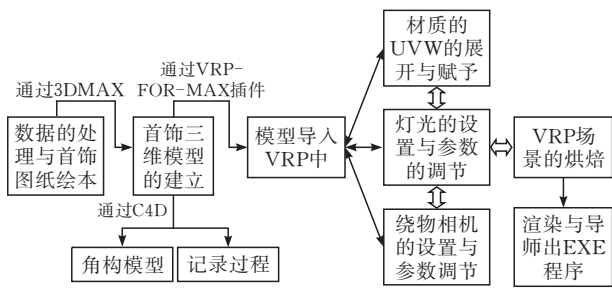 通过3DMAX
通过VRP-
FOR-MAX插件
数据的处
理与首饰
图纸绘本
首饰三
维模型
的建立
通过C4D
角构模型
记录过程
模型导入
VRP中
材质的
UVW的展
开与赋予
灯光的设
置与参数
的调节
绕物相机
的设置与
参数调节
VRP场
景的烘焙
渲染与导
师出EXE
程序